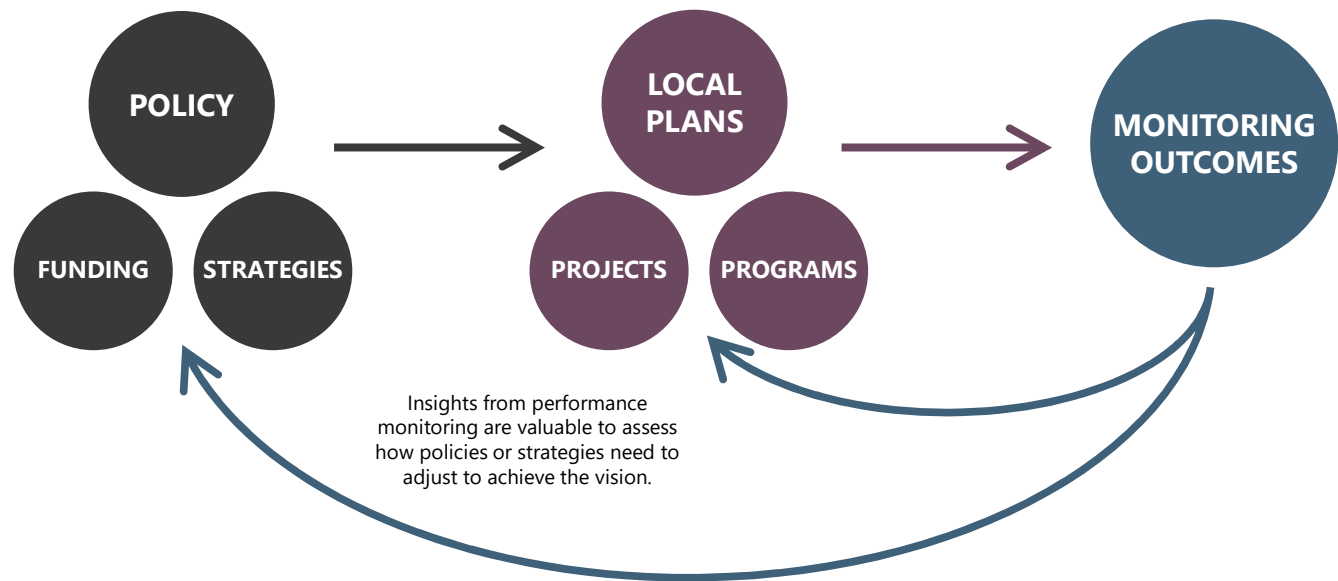 POLICY
FUNDING
STRATEGIES
LOCAL
PLANS
PROJECTS
PROGRAMS
MONITORING
OUTCOMES
Insights from performance
monitoring are valuable to assess
how policies or strategies need to
adjust to achieve the vision.